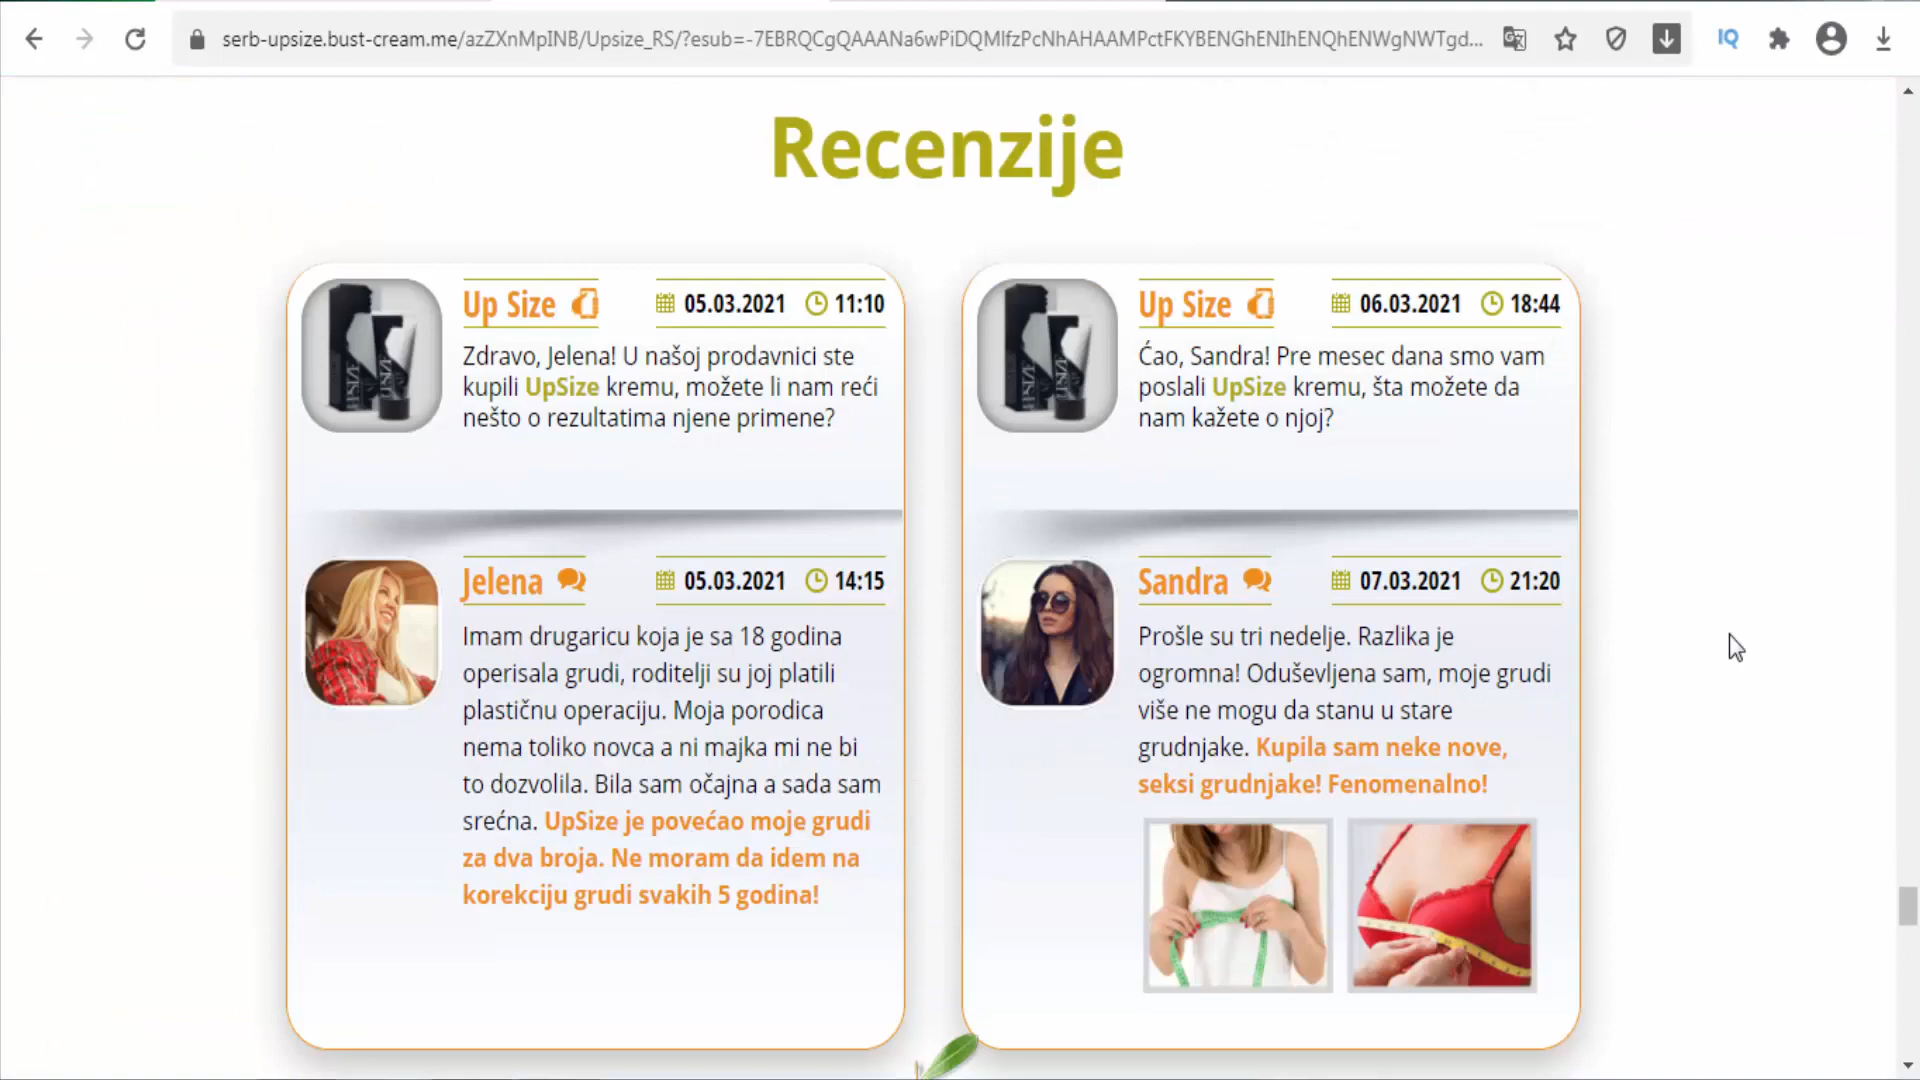 serb-upsize.bust-cream.me/azZXnMpINB/Upsize_RS/?esub=-7EBRQCgQAAANa6wPiDQMIfzPcNhAHAAMPctFKYBENGhENIhENQhENWgNWTgd...
IQ
Recenzije
Up Size 05.03.2021 11:10
Zdravo, Jelena! U našoj prodavnici ste
kupili UpSize kremu, možete li nam reći
nešto o rezultatima njene primene?
Jelena 05.03.2021 14:15
Imam drugaricu koja je sa 18 godina
operisala grudi, roditelji su joj platili
plastičnu operaciju. Moja porodica
nema toliko novca a ni majka mi ne bi
to dozvolila. Bila sam očajna a sada sam
srećna. UpSize je povećao moje grudi
za dva broja. Ne moram da idem na
korekciju grudi svakih 5 godina!
Up Size 06.03.2021 18:44
Ćao, Sandra! Pre mesec dana smo vam
poslali UpSize kremu, šta možete da
nam kažete o njoj?
Sandra 07.03.2021 21:20
Prošle su tri nedelje. Razlika je
ogromna! Oduševljena sam, moje grudi
više ne mogu da stanu u stare
grudnjake. Kupila sam neke nove,
seksi grudnjake! Fenomenalno!